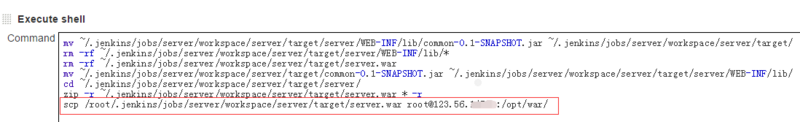 Execute shell
Command
mv ~/.jenkins/jobs/server/workspace/server/target/server/WEB-INF/lib/common-0.1-SNAPSHOT.jar ~/.jenkins/jobs/server/workspace/server/target/
rm -rf ~/.jenkins/jobs/server/workspace/server/target/server/WEB-INF/lib/*
rm -rf ~/.jenkins/jobs/server/workspace/server/target/server.war
mv ~/.jenkins/jobs/server/workspace/server/target/common-0.1-SNAPSHOT.jar ~/.jenkins/jobs/server/workspace/server/target/server/WEB-INF/lib/
cd ~/.jenkins/jobs/server/workspace/server/target/server/
zip -r ~/.jenkins/jobs/server/workspace/server/target/server.war * -r
scp /root/.jenkins/jobs/server/workspace/server/target/server.war root@123.56. :/opt/war/